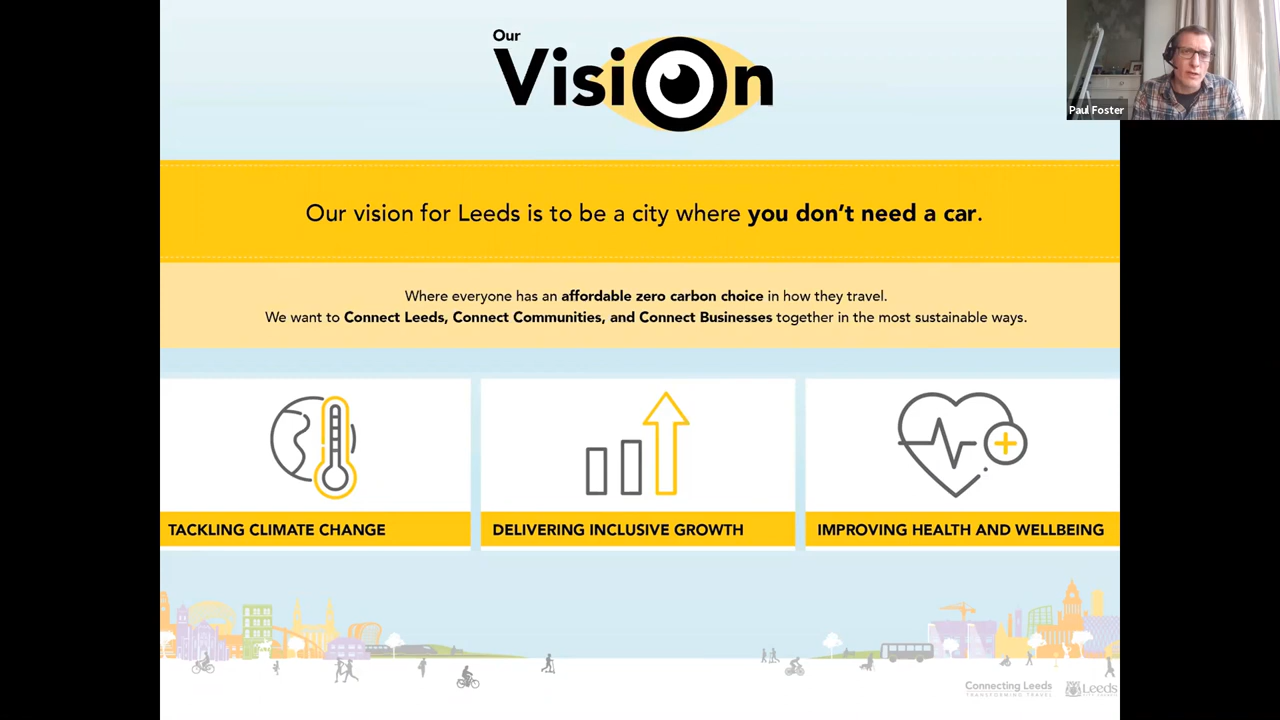 Our
Vision
Paul Foster
Our vision for Leeds is to be a city where you don't need a car.
Where everyone has an affordable zero carbon choice in how they travel.
We want to Connect Leeds, Connect Communities, and Connect Businesses together in the most sustainable ways.
TACKLING CLIMATE CHANGE
DELIVERING INCLUSIVE GROWTH
IMPROVING HEALTH AND WELLBEING
Connecting Leeds
TRANSFORMING TRAVEL
Leeds